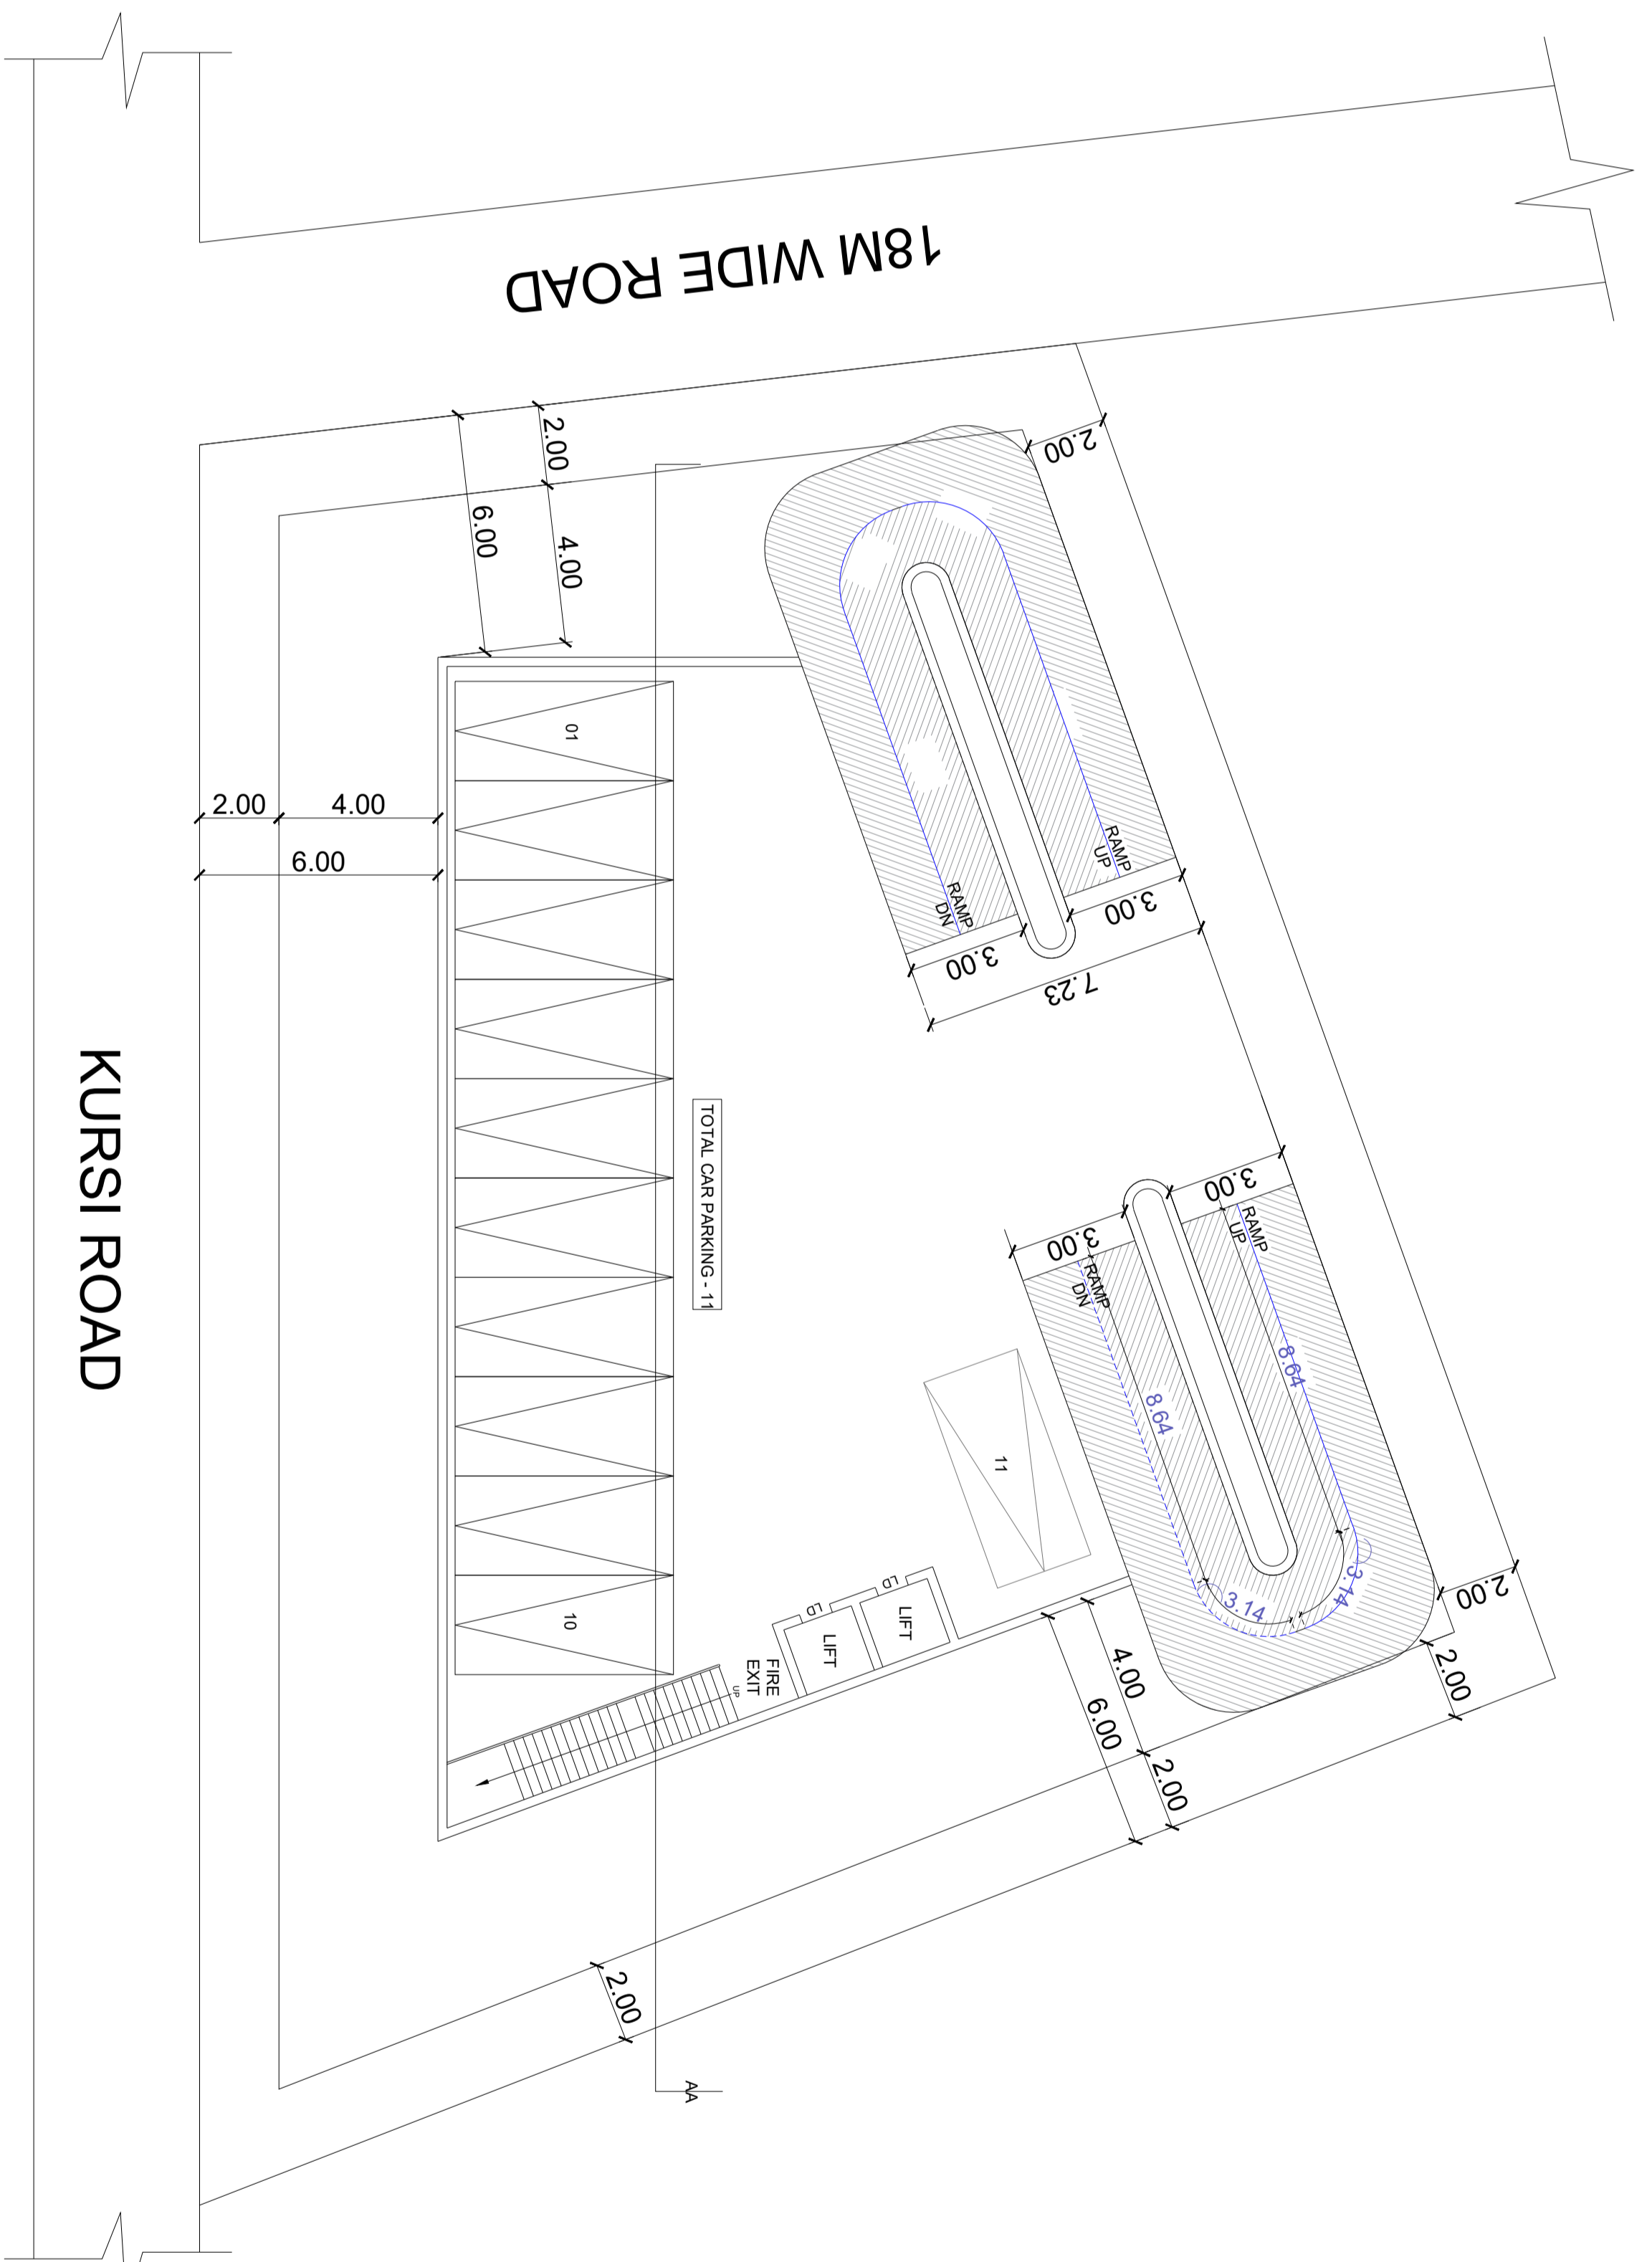 18M WIDE ROAD
2.00
6.00
4.00
2.00
01
2.00
4.00
6.00
RAMP
UP
RAMP
DN
3.00
3.00
7.23
KURSI ROAD
TOTAL CAR PARKING - 11
3.00
3.00
RAMP
UP
RAMP
DN
8.64
8.64
11
3.14
3.14
2.00
LD
LD
LIFT
LIFT
10
FIRE
EXIT
UP
4.00
6.00
2.00
2.00
2.00
AA